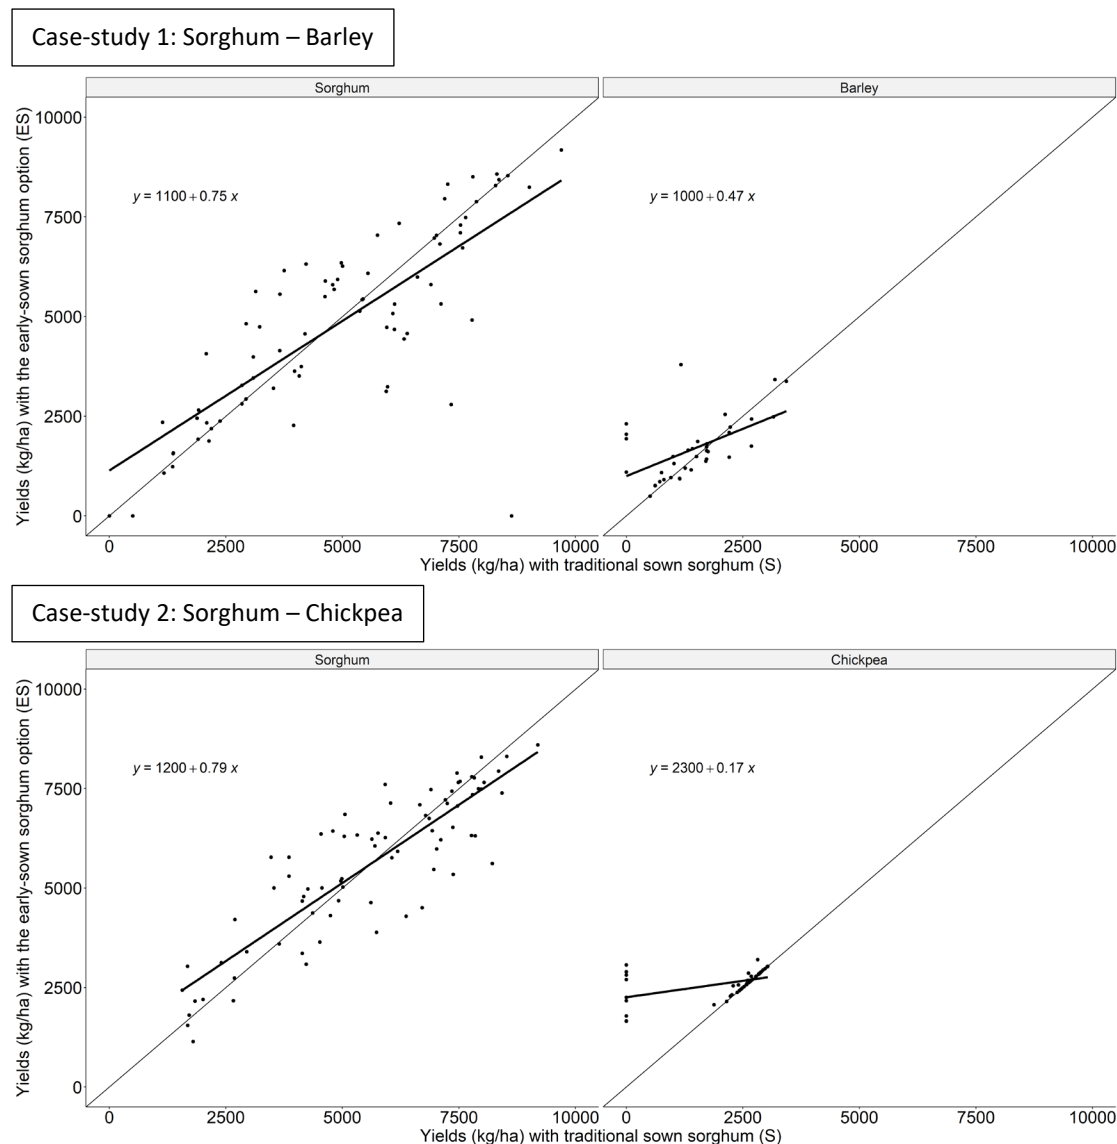 Case-study 1: Sorghum – Barley
Sorghum
Barley
Yields (kg/ha) with the early-sown sorghum option (ES)
10000
7500
5000
2500
0
y = 1100 + 0.75 x
y = 1000 + 0.47 x
0 2500 5000 7500 10000 0 2500 5000 7500 10000
Yields (kg/ha) with traditional sown sorghum (S)
Case-study 2: Sorghum – Chickpea
Sorghum
Chickpea
Yields (kg/ha) with the early-sown sorghum option (ES)
10000
7500
5000
2500
0
y = 1200 + 0.79 x
y = 2300 + 0.17 x
0 2500 5000 7500 10000 0 2500 5000 7500 10000
Yields (kg/ha) with traditional sown sorghum (S)